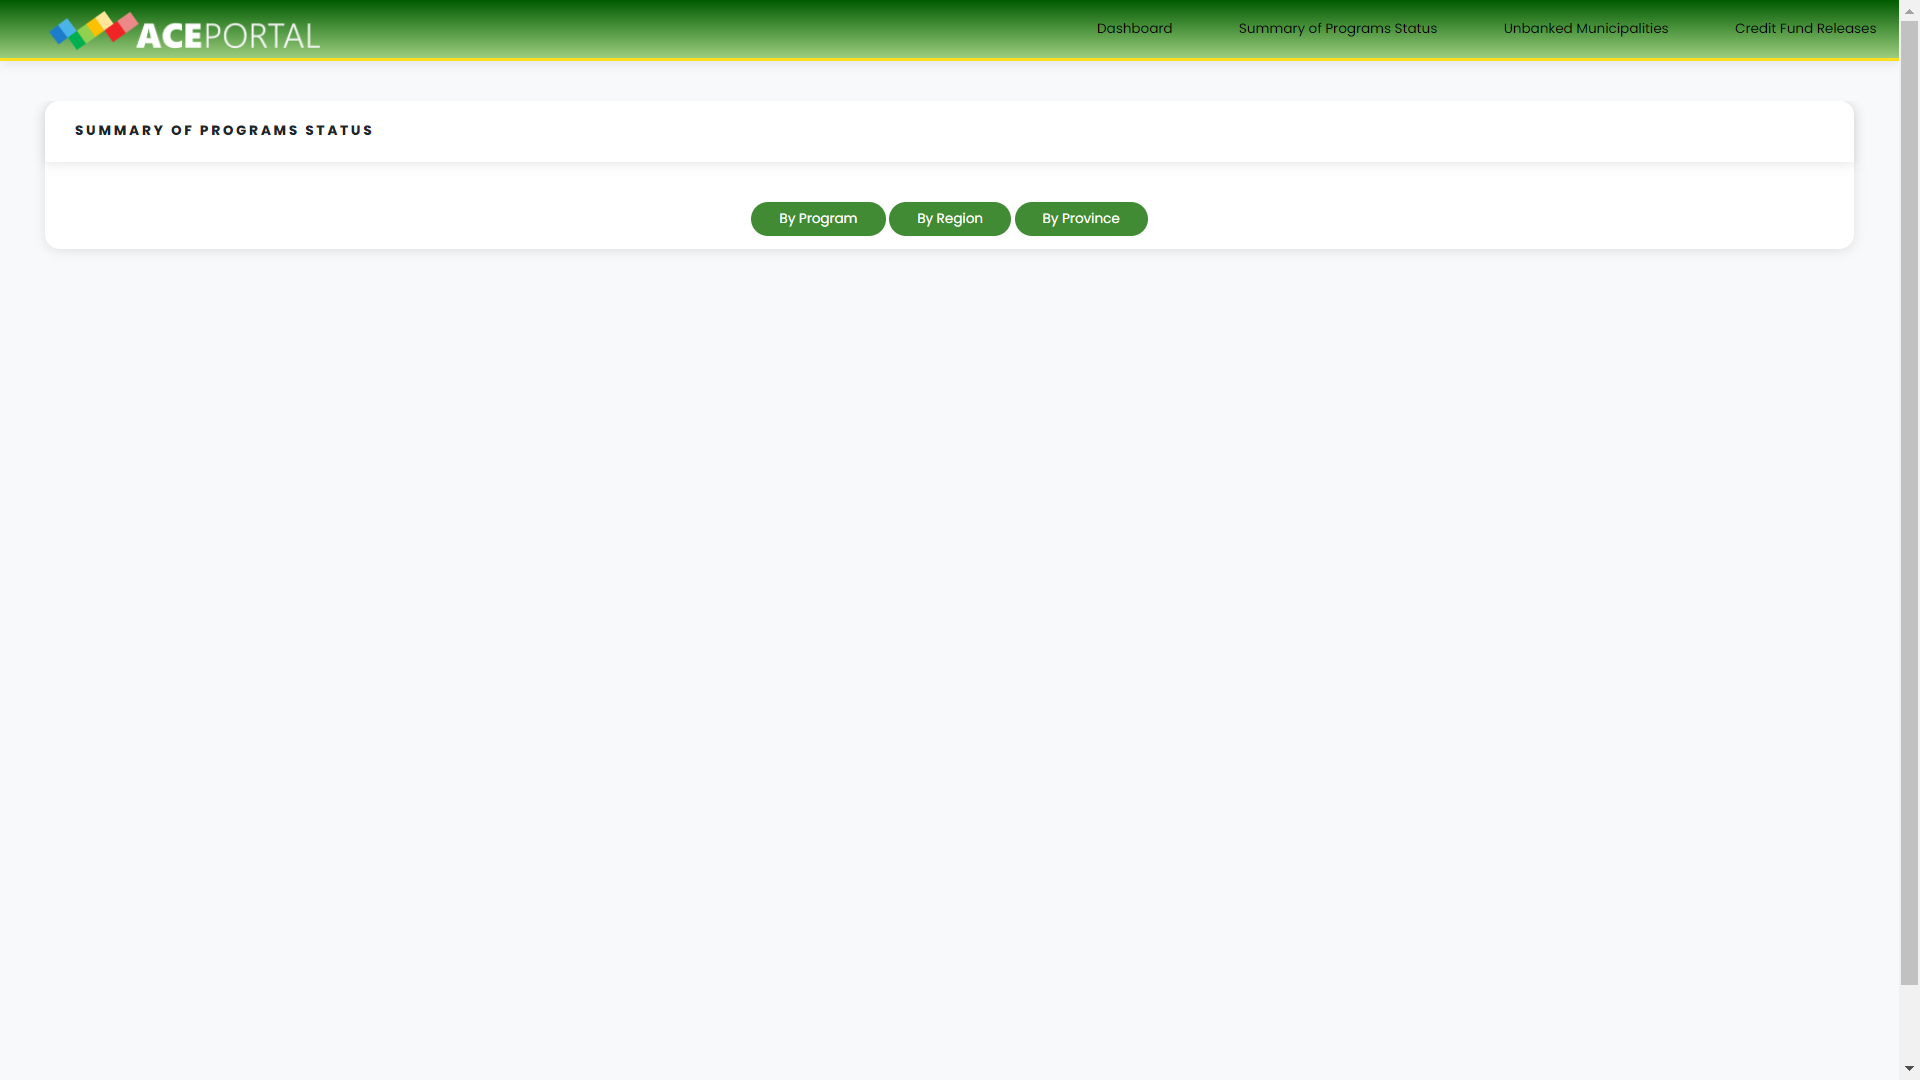 ACEPORTAL
Dashboard
Summary of Programs Status
Unbanked Municipalities
Credit Fund Releases
SUMMARY OF PROGRAMS STATUS
By Program
By Region
By Province